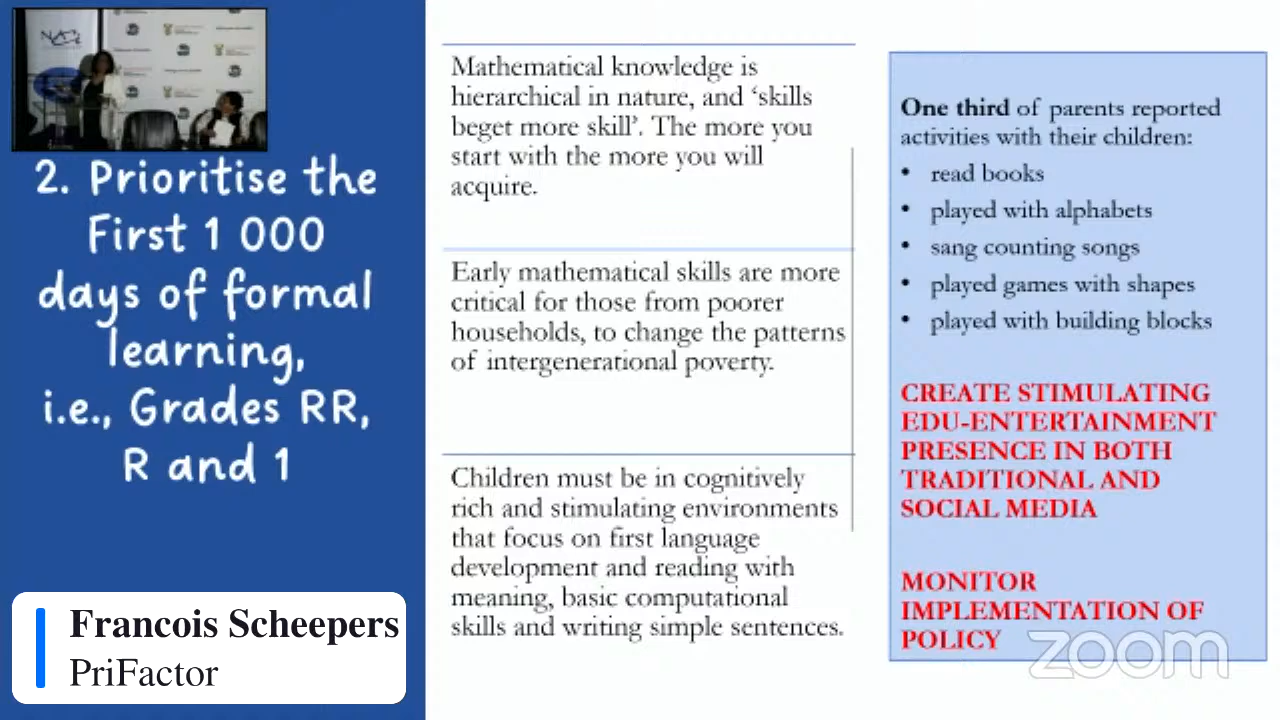 2. Prioritise the
First 1 000
days of formal
learning,
i.e., Grades RR,
R and 1
Francois Scheepers
PriFactor
Mathematical knowledge is
hierarchical in nature, and ‘skills
beget more skill’. The more you
start with the more you will
acquire.
Early mathematical skills are more
critical for those from poorer
households, to change the patterns
of intergenerational poverty.
Children must be in cognitively
rich and stimulating environments
that focus on first language
development and reading with
meaning, basic computational
skills and writing simple sentences.
One third of parents reported
activities with their children:
• read books
• played with alphabets
• sang counting songs
• played games with shapes
• played with building blocks
CREATE STIMULATING
EDU-ENTERTAINMENT
PRESENCE IN BOTH
TRADITIONAL AND
SOCIAL MEDIA
MONITOR
IMPLEMENTATION OF
POLICY
zoom